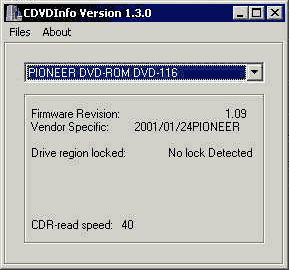 CDVDInfo Version 1.3.0
Files About
PIONEER DVD-ROM DVD-116
Firmware Revision: 1.09
Vendor Specific: 2001/01/24PIONEER
Drive region locked: No lock Detected
CDR-read speed: 40